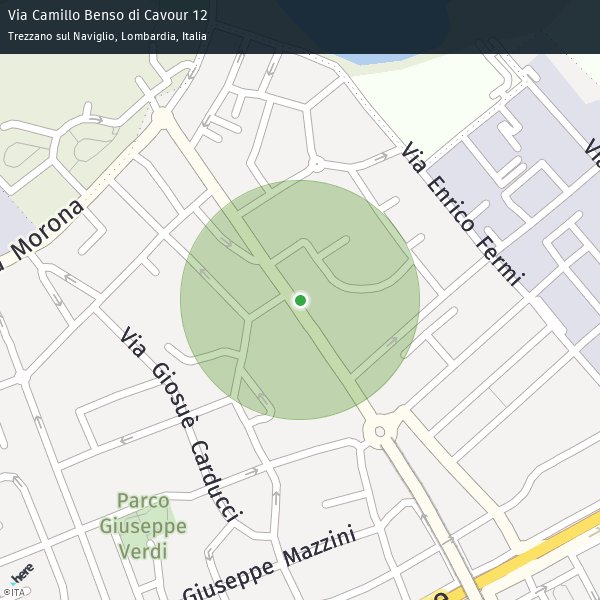 Via Camillo Benso di Cavour 12
Trezzano sul Naviglio, Lombardia, Italia
Via Enrico Fermi
Morona
Via Giosuè Carducci
Parco
Giuseppe
Verdi
Giuseppe Mazzini
here
©ITA